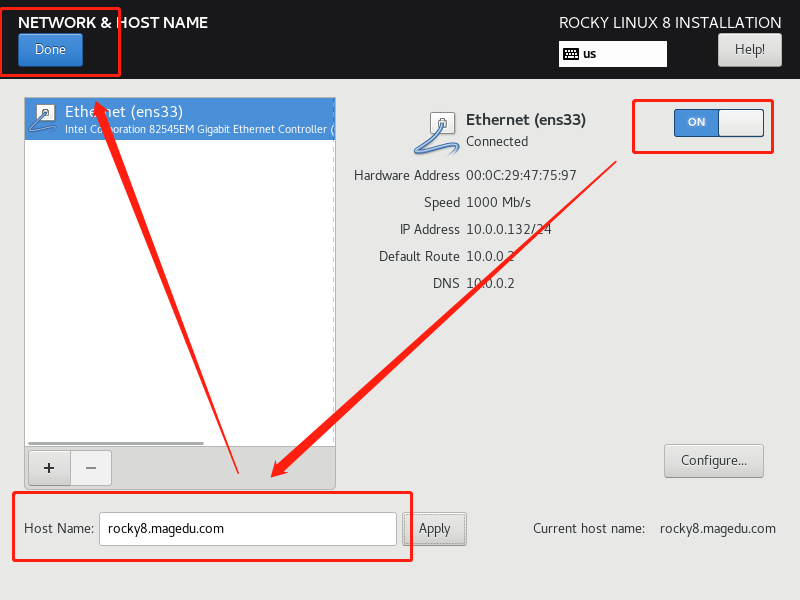 NETWORK & HOST NAME
ROCKY LINUX 8 INSTALLATION
Done
us
Help!
Ethernet (ens33)
Intel Corporation 82545EM Gigabit Ethernet Controller (
Ethernet (ens33)
Connected
ON
Hardware Address 00:0C:29:47:75:97
Speed 1000 Mb/s
IP Address 10.0.0.132/24
Default Route 10.0.0.2
DNS 10.0.0.2
+ −
Configure...
Host Name: rocky8.magedu.com Apply Current host name: rocky8.magedu.com